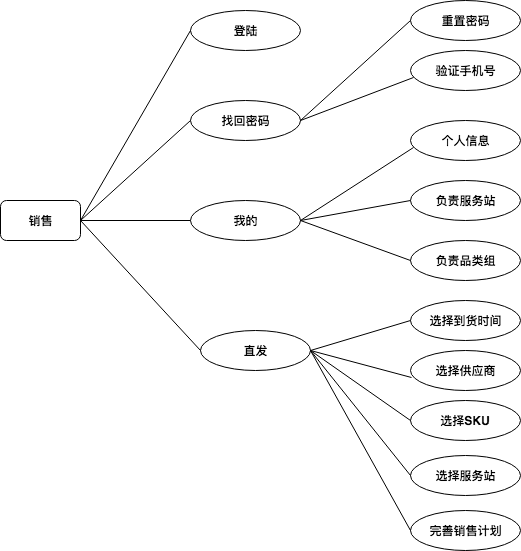 销售
登陆
找回密码
重置密码
验证手机号
我的
个人信息
负责服务站
负责品类组
直发
选择到货时间
选择供应商
选择SKU
选择服务站
完善销售计划